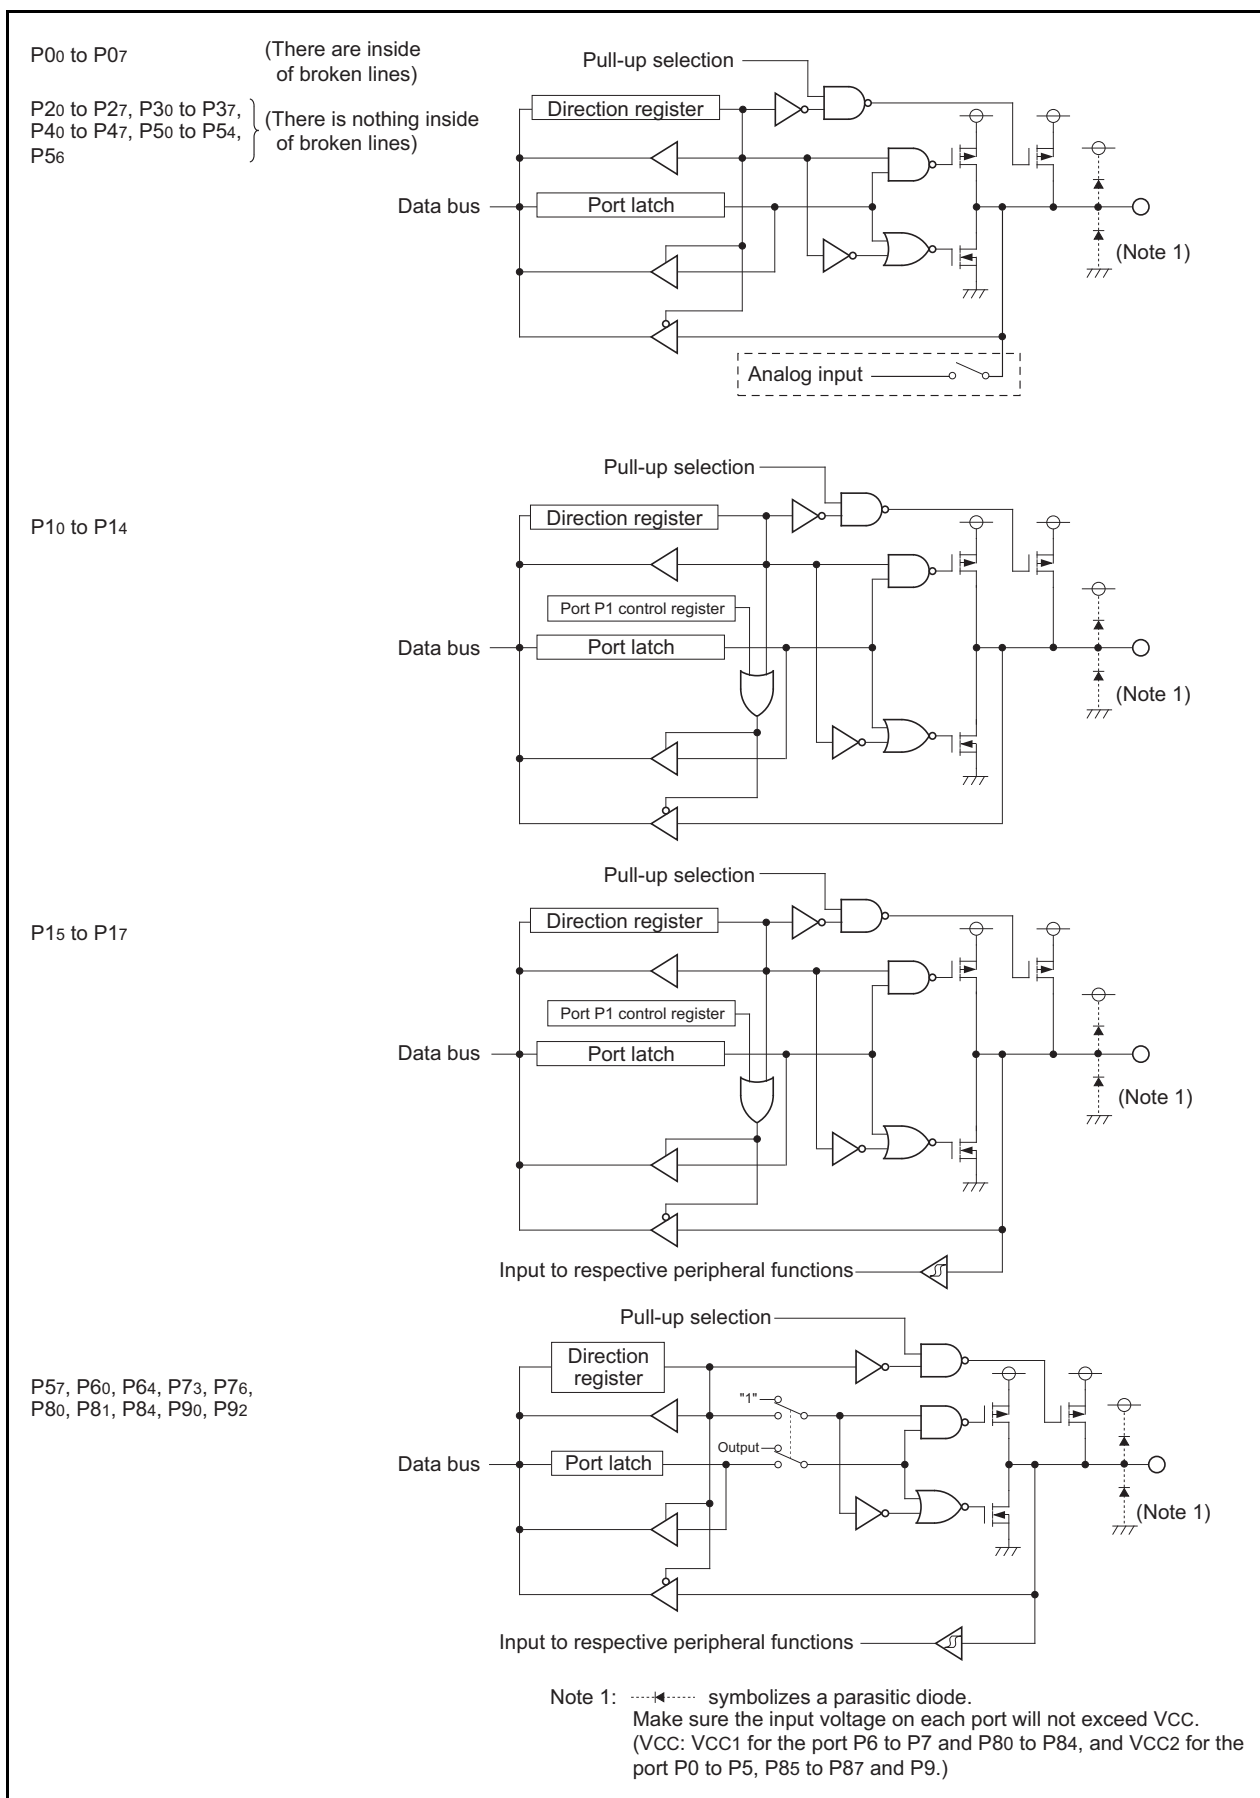 P00 to P07
(There are inside
of broken lines)
P20 to P27, P30 to P37,
P40 to P47, P50 to P54,
P56
(There is nothing inside
of broken lines)
Pull-up selection
Direction register
Data bus
Port latch
(Note 1)
Analog input
P10 to P14
Pull-up selection
Direction register
Port P1 control register
Data bus
Port latch
(Note 1)
P15 to P17
Pull-up selection
Direction register
Port P1 control register
Data bus
Port latch
(Note 1)
Input to respective peripheral functions
P57, P60, P64, P73, P76,
P80, P81, P84, P90, P92
Pull-up selection
Direction
register
"1"
Output
Data bus
Port latch
(Note 1)
Input to respective peripheral functions
Note 1: symbolizes a parasitic diode.
Make sure the input voltage on each port will not exceed VCC.
(VCC: VCC1 for the port P6 to P7 and P80 to P84, and VCC2 for the
port P0 to P5, P85 to P87 and P9.)